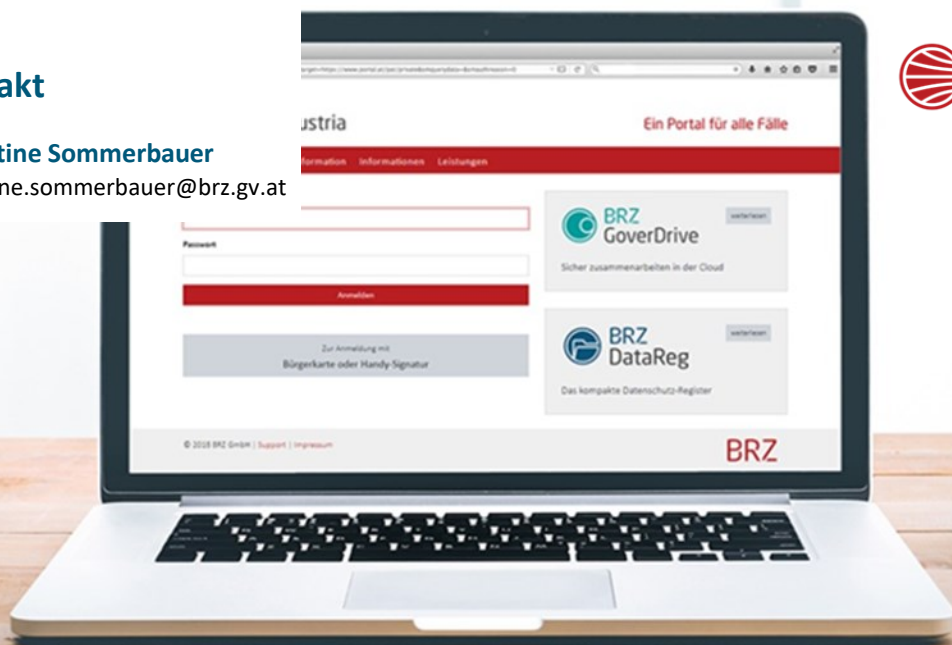 akt
tine Sommerbauer
ne.sommerbauer@brz.gv.at
ustria
Ein Portal für alle Fälle
formation Informationen Leistungen
Passwort
Anmelden
Zur Anmeldung mit
Bürgerkarte oder Handy-Signatur
BRZ
GoverDrive
weiterlesen
Sicher zusammenarbeiten in der Cloud
BRZ
DataReg
weiterlesen
Das kompakte Datenschutz-Register
© 2018 BRZ GmbH | Support | Impressum
BRZ